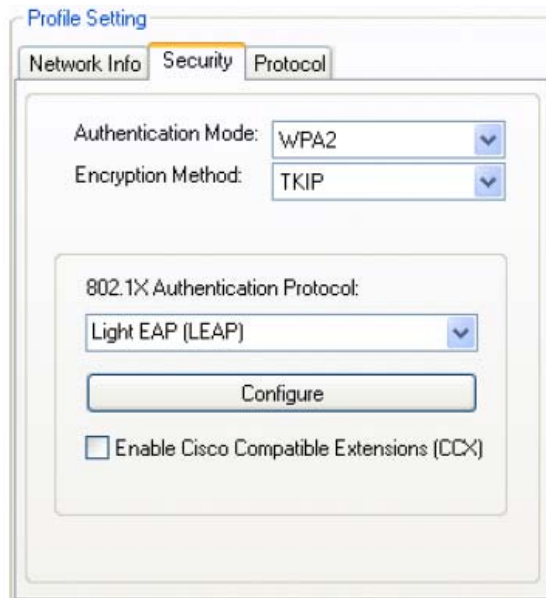 Profile Setting
Network Info Security Protocol
Authentication Mode: WPA2
Encryption Method: TKIP
802.1X Authentication Protocol:
Light EAP (LEAP)
Configure
Enable Cisco Compatible Extensions (CCX)